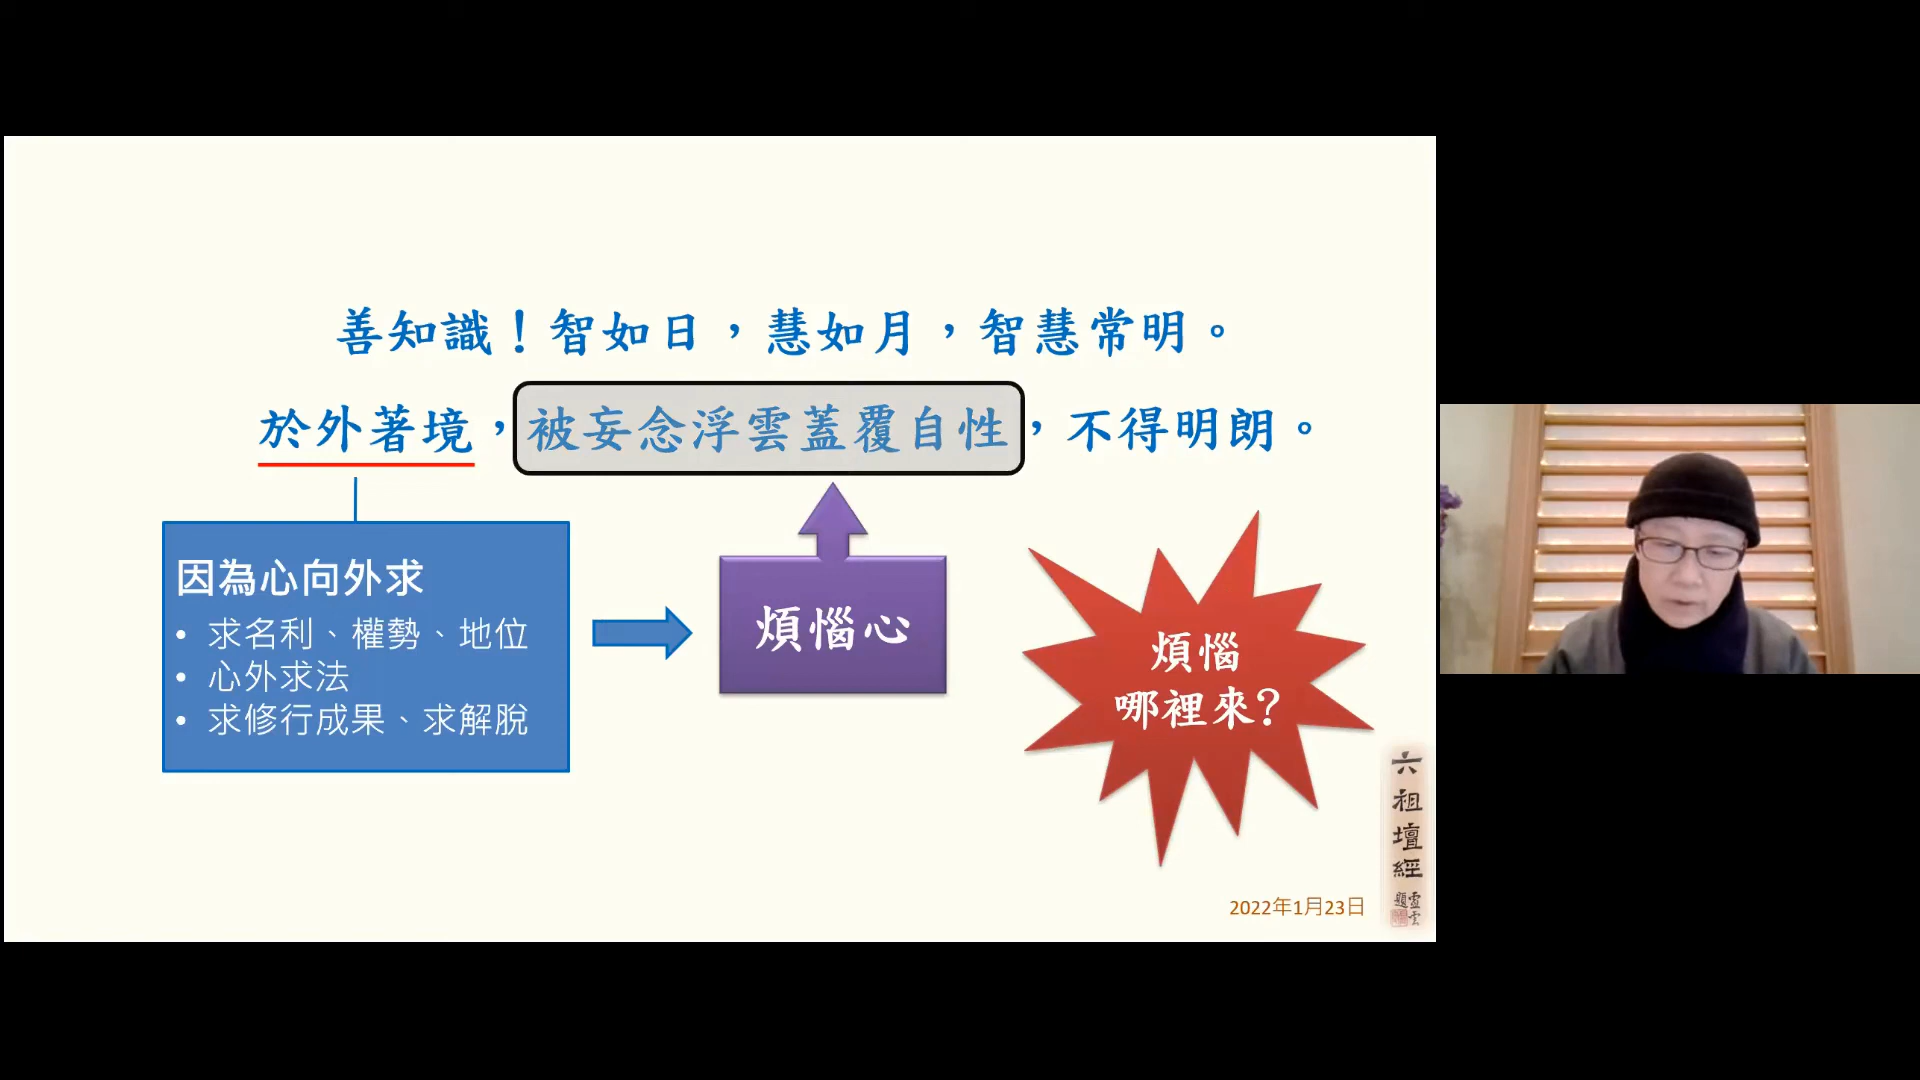 善知識！智如日，慧如月，智慧常明。
於外著境，被妄念浮雲蓋覆自性，不得明朗。
因為心向外求
• 求名利、權勢、地位
• 心外求法
• 求修行成果、求解脫
煩惱心
煩惱
哪裡來?
六祖壇經
2022年1月23日